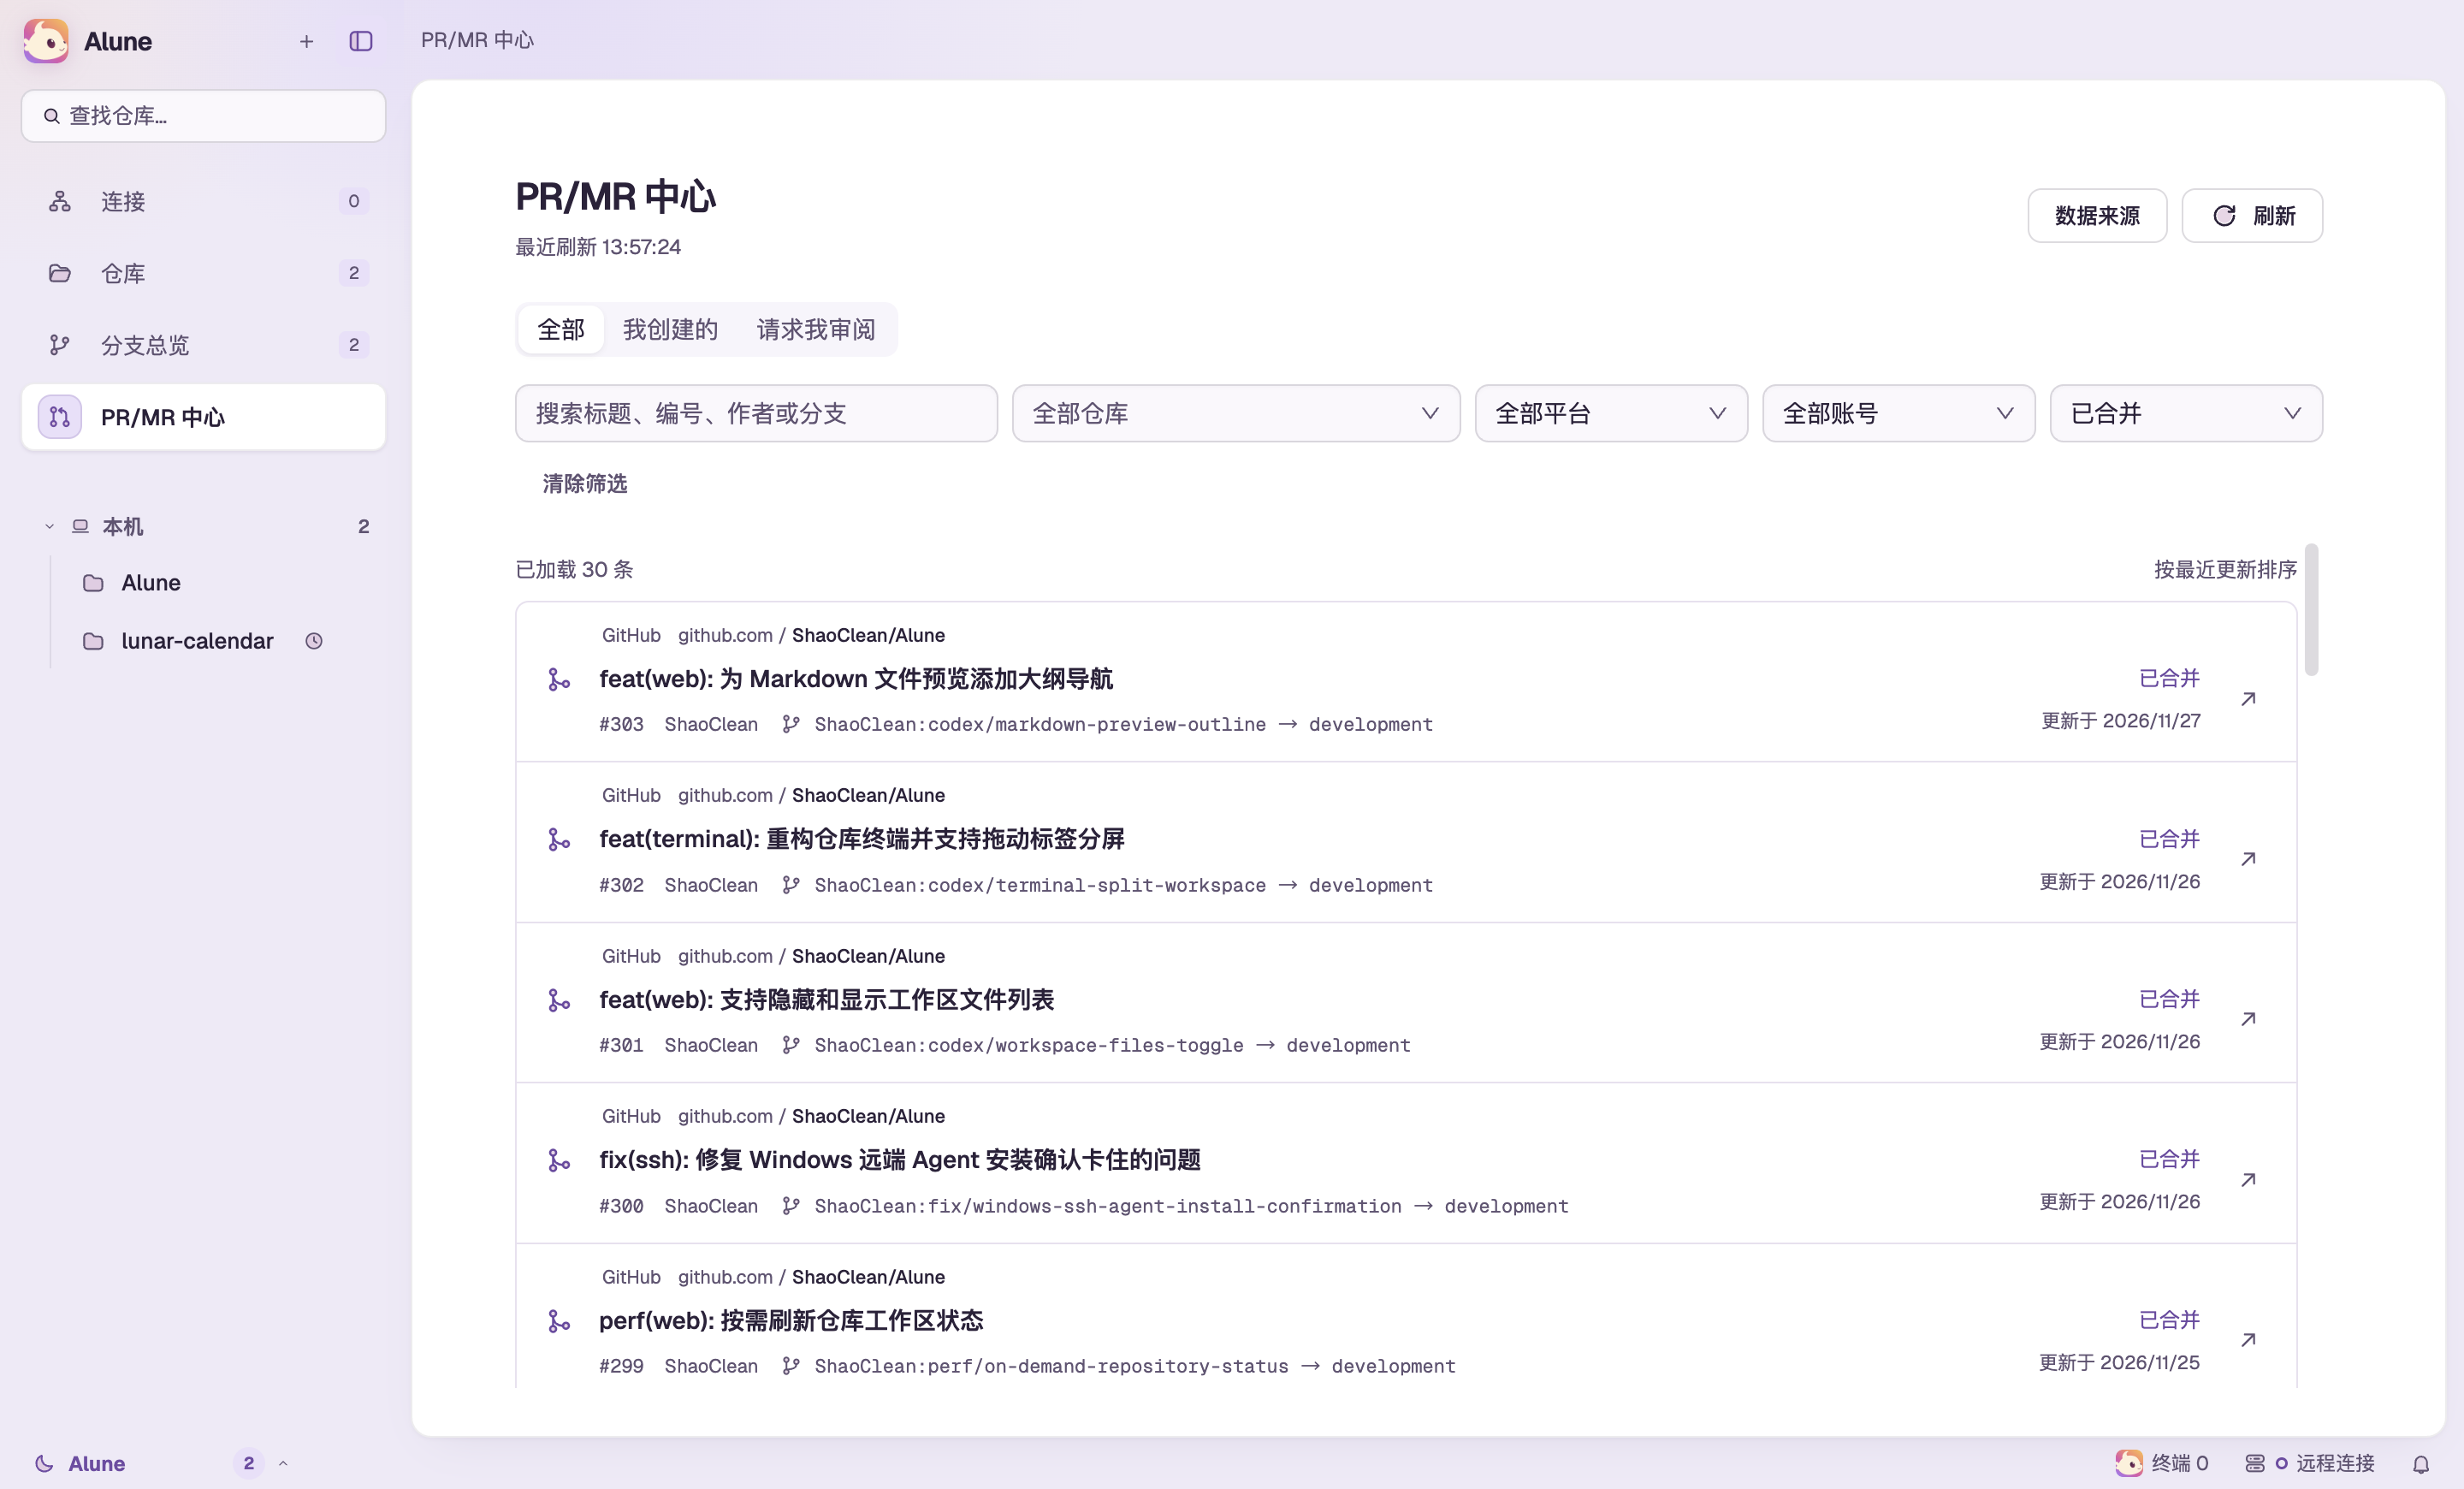 Alune
PR/MR 中心
查找仓库...
连接 0
仓库 2
分支总览 2
PR/MR 中心
本机 2
Alune
lunar-calendar
PR/MR 中心
最近刷新 13:57:24
数据来源
刷新
全部 我创建的 请求我审阅
搜索标题、编号、作者或分支 全部仓库 全部平台 全部账号 已合并
清除筛选
已加载 30 条 按最近更新排序
GitHub github.com / ShaoClean/Alune
feat(web): 为 Markdown 文件预览添加大纲导航
#303 ShaoClean ShaoClean:codex/markdown-preview-outline → development
已合并
更新于 2026/11/27
GitHub github.com / ShaoClean/Alune
feat(terminal): 重构仓库终端并支持拖动标签分屏
#302 ShaoClean ShaoClean:codex/terminal-split-workspace → development
已合并
更新于 2026/11/26
GitHub github.com / ShaoClean/Alune
feat(web): 支持隐藏和显示工作区文件列表
#301 ShaoClean ShaoClean:codex/workspace-files-toggle → development
已合并
更新于 2026/11/26
GitHub github.com / ShaoClean/Alune
fix(ssh): 修复 Windows 远端 Agent 安装确认卡住的问题
#300 ShaoClean ShaoClean:fix/windows-ssh-agent-install-confirmation → development
已合并
更新于 2026/11/26
GitHub github.com / ShaoClean/Alune
perf(web): 按需刷新仓库工作区状态
#299 ShaoClean ShaoClean:perf/on-demand-repository-status → development
已合并
更新于 2026/11/25
Alune 2
终端 0
远程连接